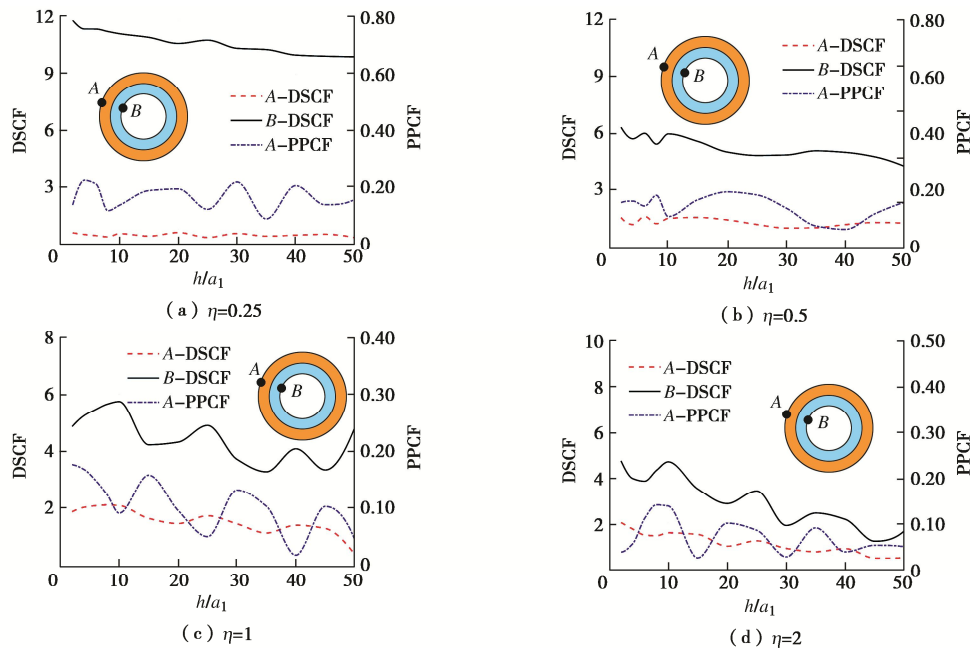 12
9
6
3
0
DSCF
0.80
0.60
0.40
0.20
0
PPCF
A
B
A–DSCF
B–DSCF
A–PPCF
10
20
30
40
50
h/a₁
(a) η=0.25
12
9
6
3
0
DSCF
0.80
0.60
0.40
0.20
0
PPCF
A
B
A–DSCF
B–DSCF
A–PPCF
10
20
30
40
50
h/a₁
(b) η=0.5
8
6
4
2
0
DSCF
0.40
0.30
0.20
0.10
0
PPCF
A–DSCF
B–DSCF
A–PPCF
A
B
10
20
30
40
50
h/a₁
(c) η=1
10
8
6
4
2
0
DSCF
0.50
0.40
0.30
0.20
0.10
0
PPCF
A–DSCF
B–DSCF
A–PPCF
A
B
10
20
30
40
50
h/a₁
(d) η=2